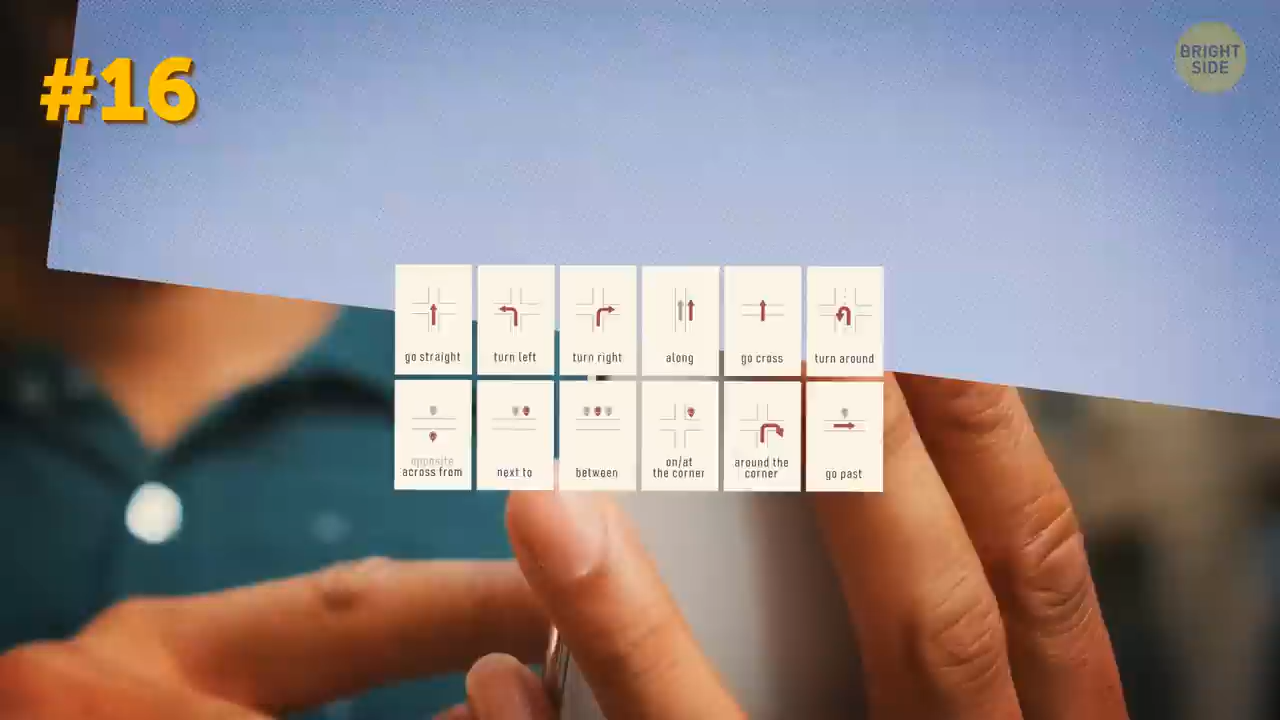 #16
BRIGHT
SIDE
go straight
turn left
turn right
along
go cross
turn around
opposite
across from
next to
between
on/at
the corner
around the
corner
go past